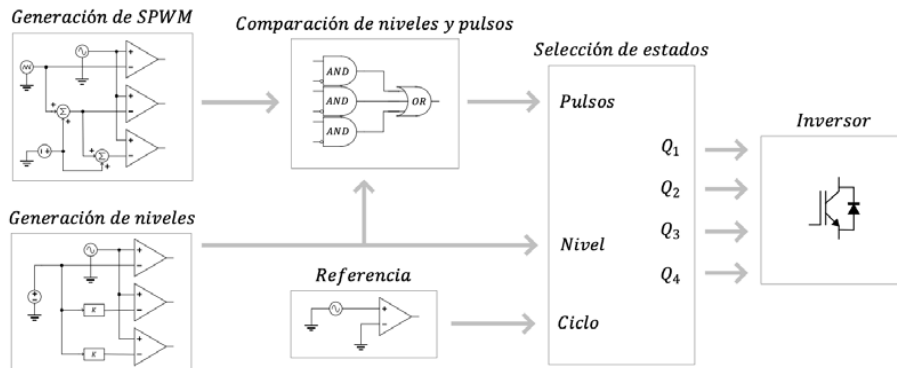 Generación de SPWM
Comparación de niveles y pulsos
Selección de estados
AND
AND
AND
OR
Pulsos
Inversor
Q1
Q2
Q3
Q4
Generación de niveles
K
K
Nivel
Referencia
Ciclo